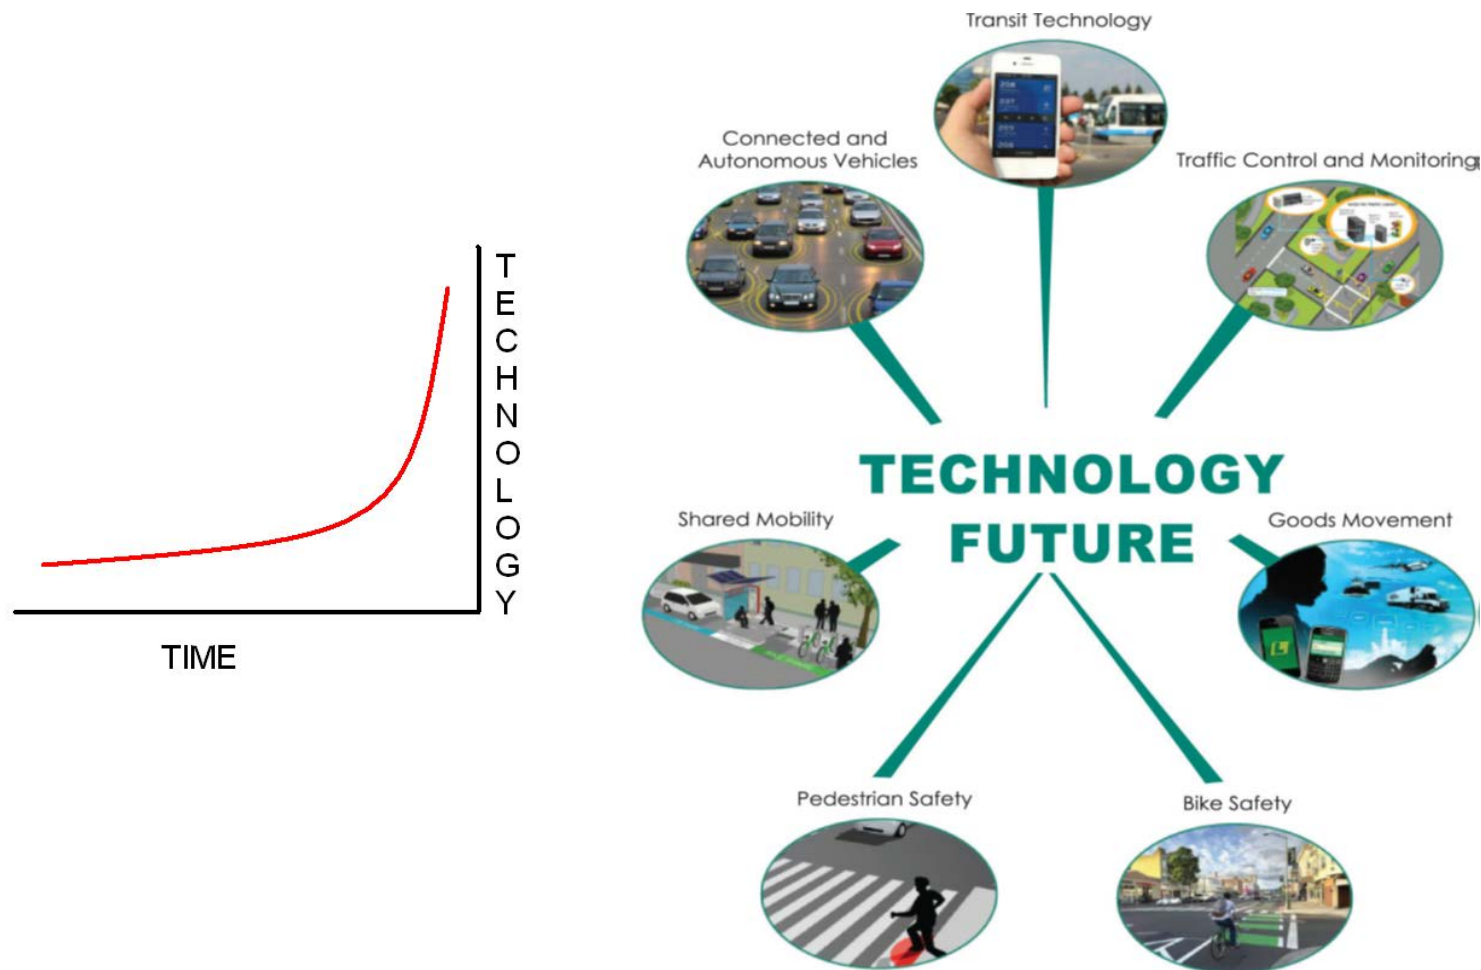 TECHNOLOGY
TIME
Transit Technology
Connected and
Autonomous Vehicles
Traffic Control and Monitoring
TECHNOLOGY
FUTURE
Shared Mobility
Goods Movement
Pedestrian Safety
Bike Safety